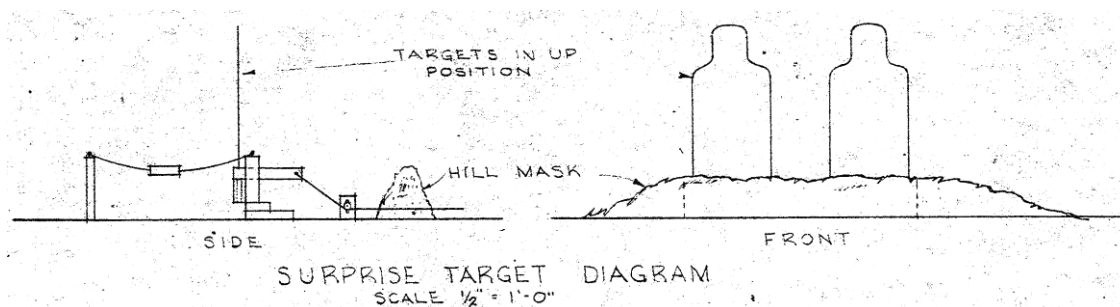 TARGETS IN UP
POSITION
HILL MASK
SIDE
FRONT
SURPRISE TARGET DIAGRAM
SCALE ½" = 1'-0"